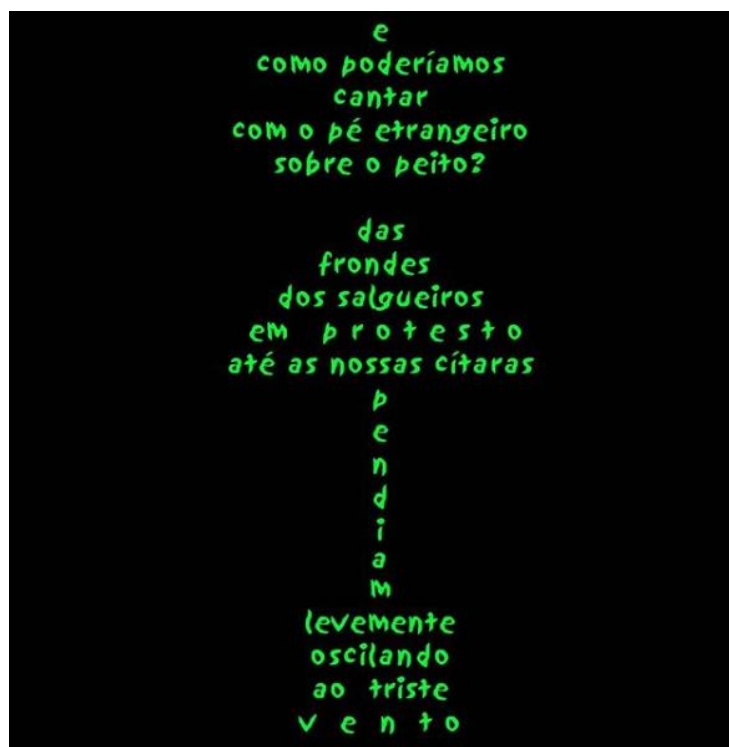 e
como poderíamos
cantar
com o pé etrangeiro
sobre o peito?
das
frondes
dos salgueiros
em p r o t e s t o
até as nossas cítaras
p
e
n
d
i
a
m
levemente
oscilando
ao triste
v e n t o